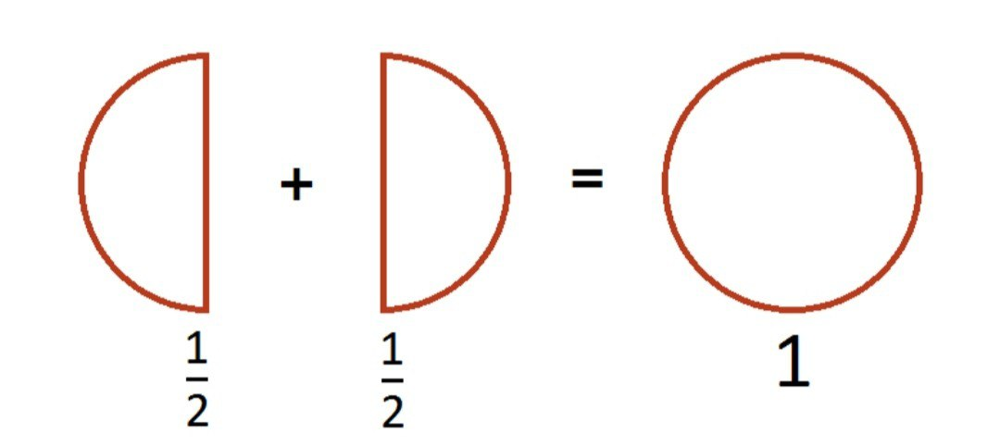 + =
1/2 1/2 1